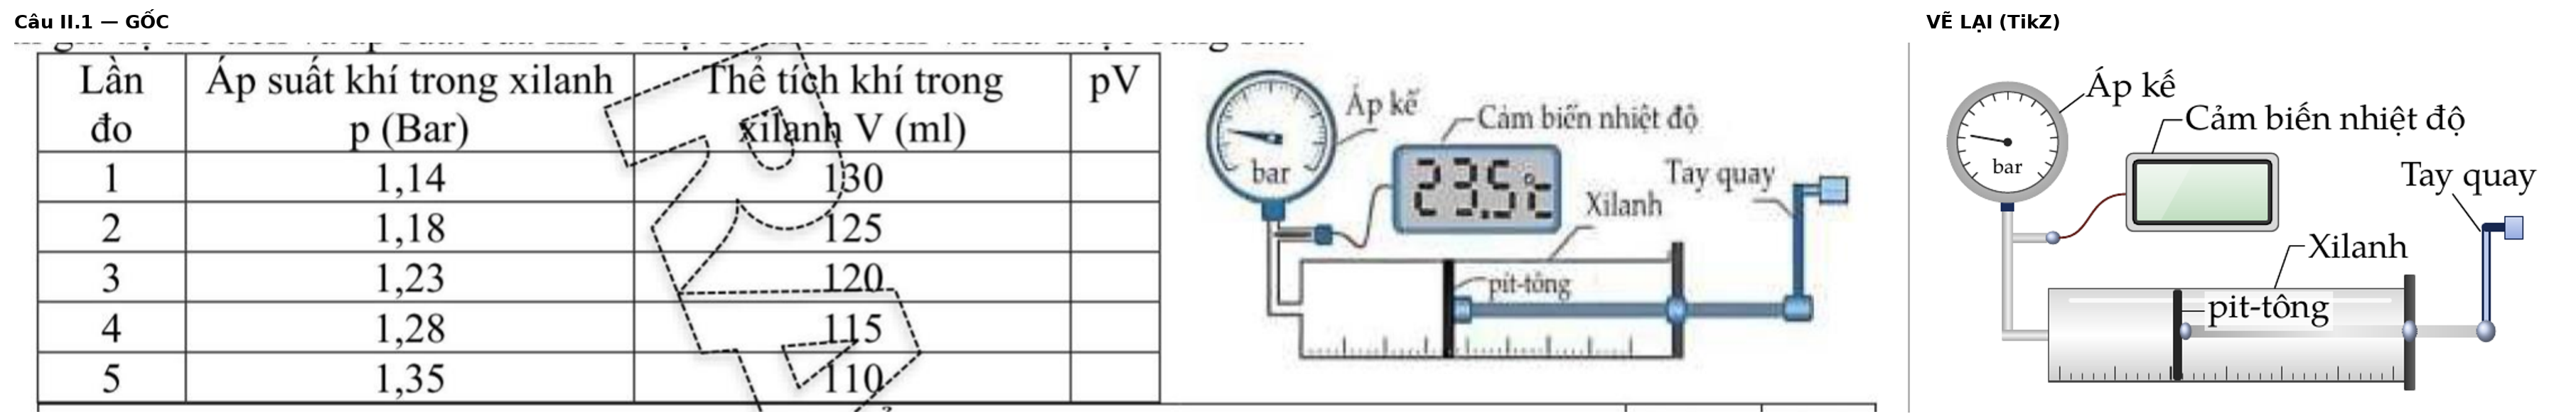 Câu II.1 — GỐC
VẼ LẠI (TikZ)
Lần đo
Áp suất khí trong xilanh p (Bar)
Thể tích khí trong xilanh V (ml)
pV
1 1,14 130
2 1,18 125
3 1,23 120
4 1,28 115
5 1,35 110
Áp kế
Cảm biến nhiệt độ
bar
23.5°C
Tay quay
Xilanh
pit-tông
Áp kế
Cảm biến nhiệt độ
bar
Tay quay
Xilanh
pit-tông